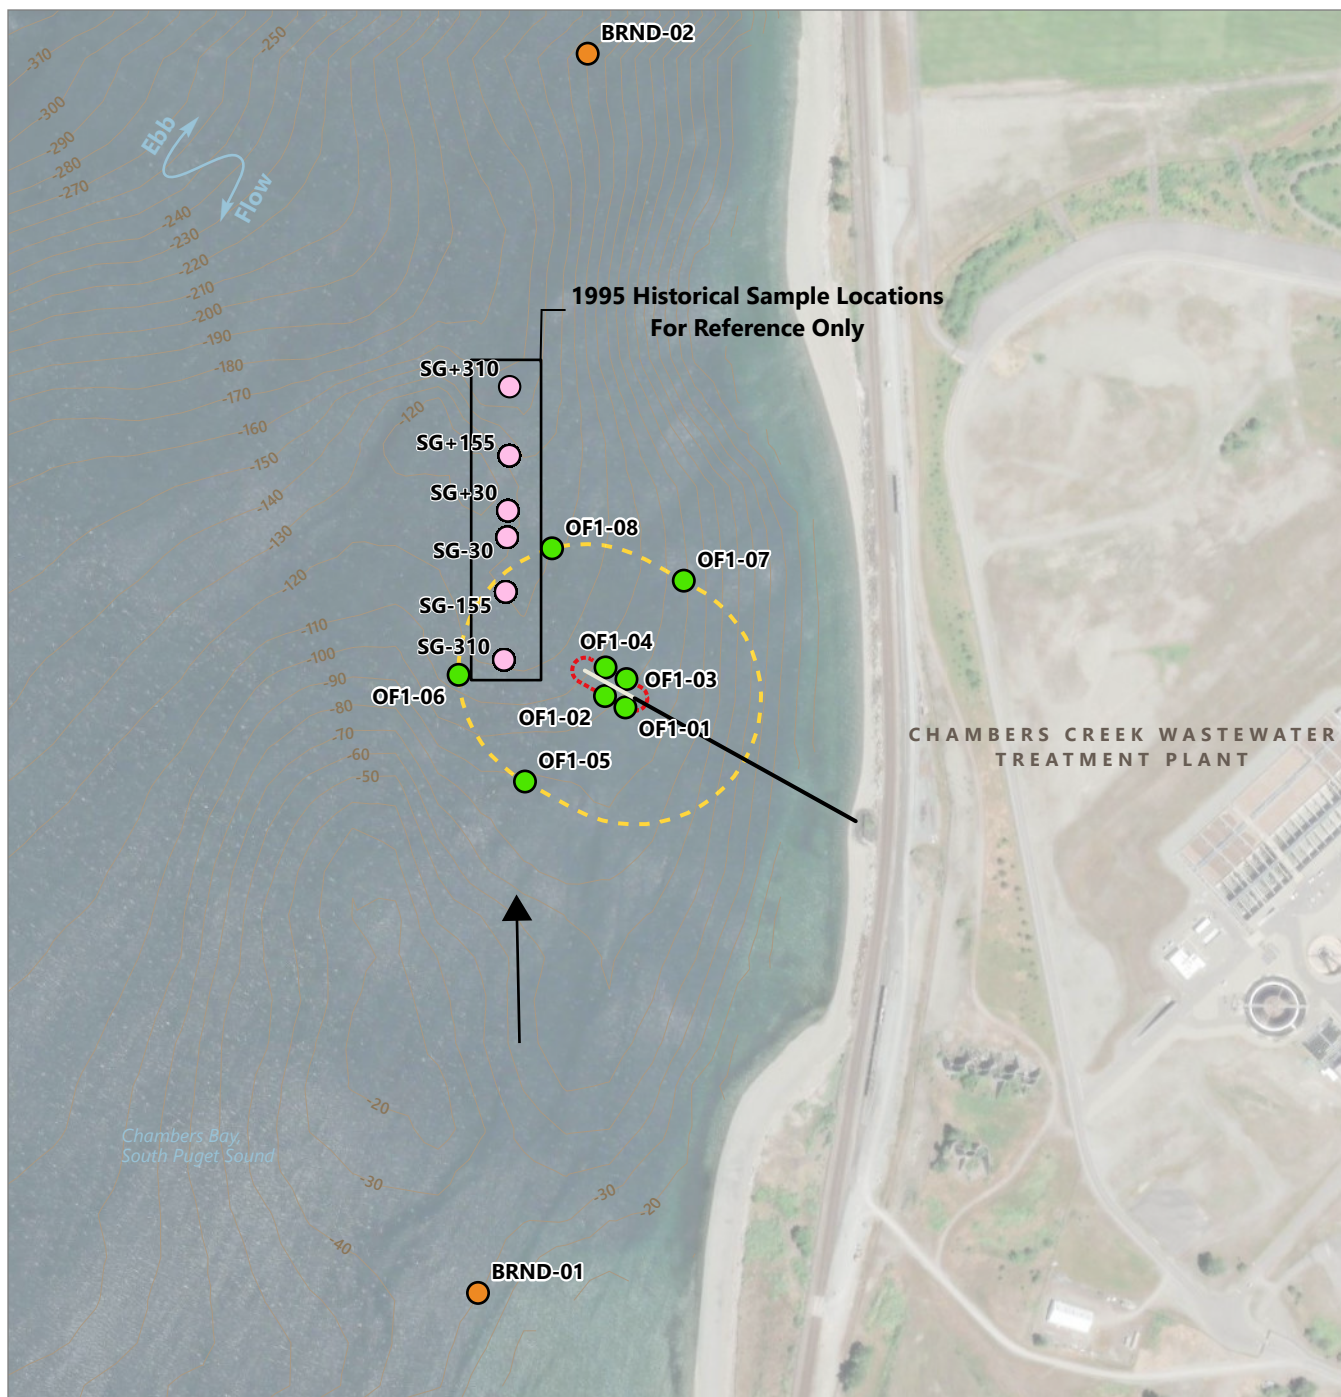 BRND-02
-250
-310
-300
-290
-280
-270
Ebb
Flow
-240
-230
-220
-210
-200
-190
-180
-170
-160
-150
-140
-130
-120
-110
-100
-90
-80
-70
-60
-50
1995 Historical Sample Locations
For Reference Only
SG+310
-120
SG+155
SG+30
SG-30
SG-155
SG-310
OF1-08
OF1-07
OF1-04
OF1-03
OF1-06
OF1-02
OF1-01
OF1-05
CHAMBERS CREEK WASTEWATER
TREATMENT PLANT
-20
Chambers Bay,
South Puget Sound
-30
-30
-20
-40
BRND-01